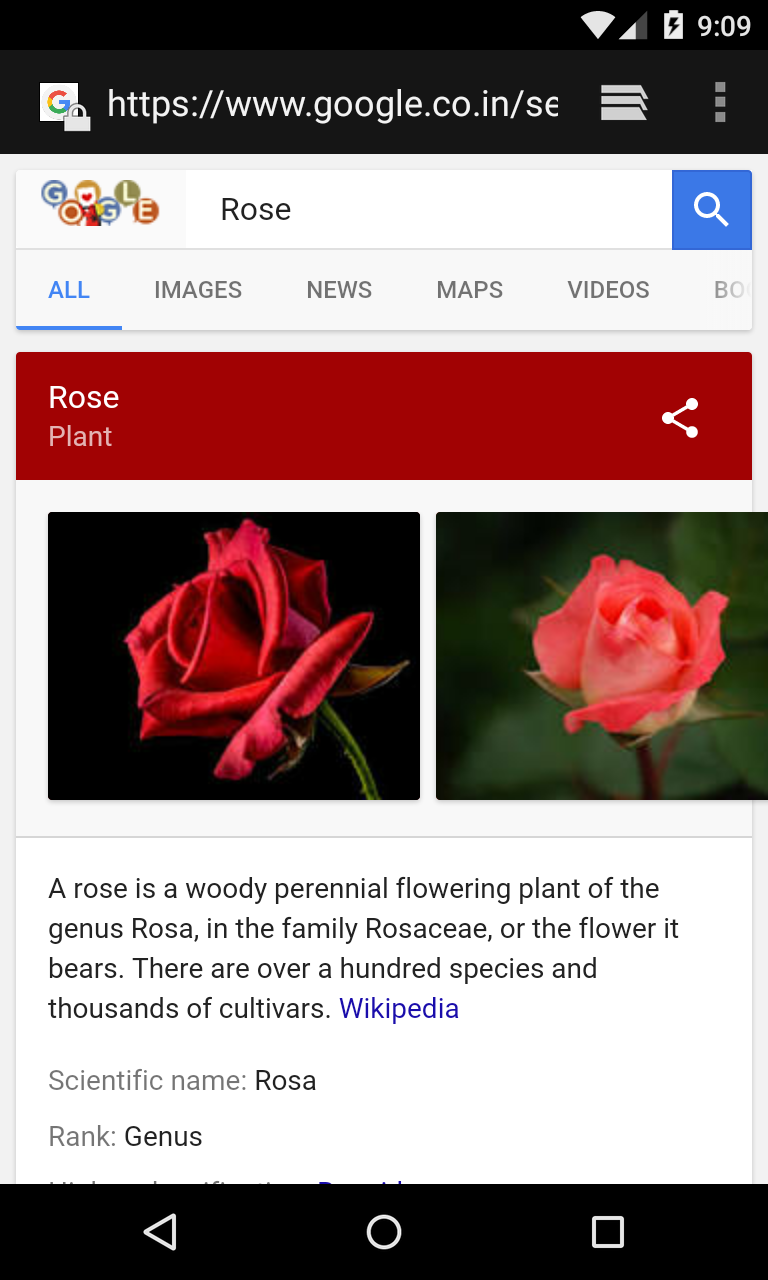 9:09
https://www.google.co.in/se
GOOGLE
Rose
ALL IMAGES NEWS MAPS VIDEOS
Rose
Plant
A rose is a woody perennial flowering plant of the
genus Rosa, in the family Rosaceae, or the flower it
bears. There are over a hundred species and
thousands of cultivars. Wikipedia
Scientific name: Rosa
Rank: Genus